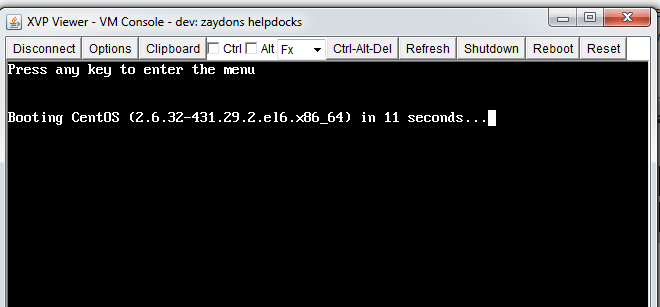 XVP Viewer - VM Console - dev: zaydons helpdocks
Disconnect Options Clipboard Ctrl Alt Fx Ctrl-Alt-Del Refresh Shutdown Reboot Reset
Press any key to enter the menu
Booting CentOS (2.6.32-431.29.2.el6.x86_64) in 11 seconds...